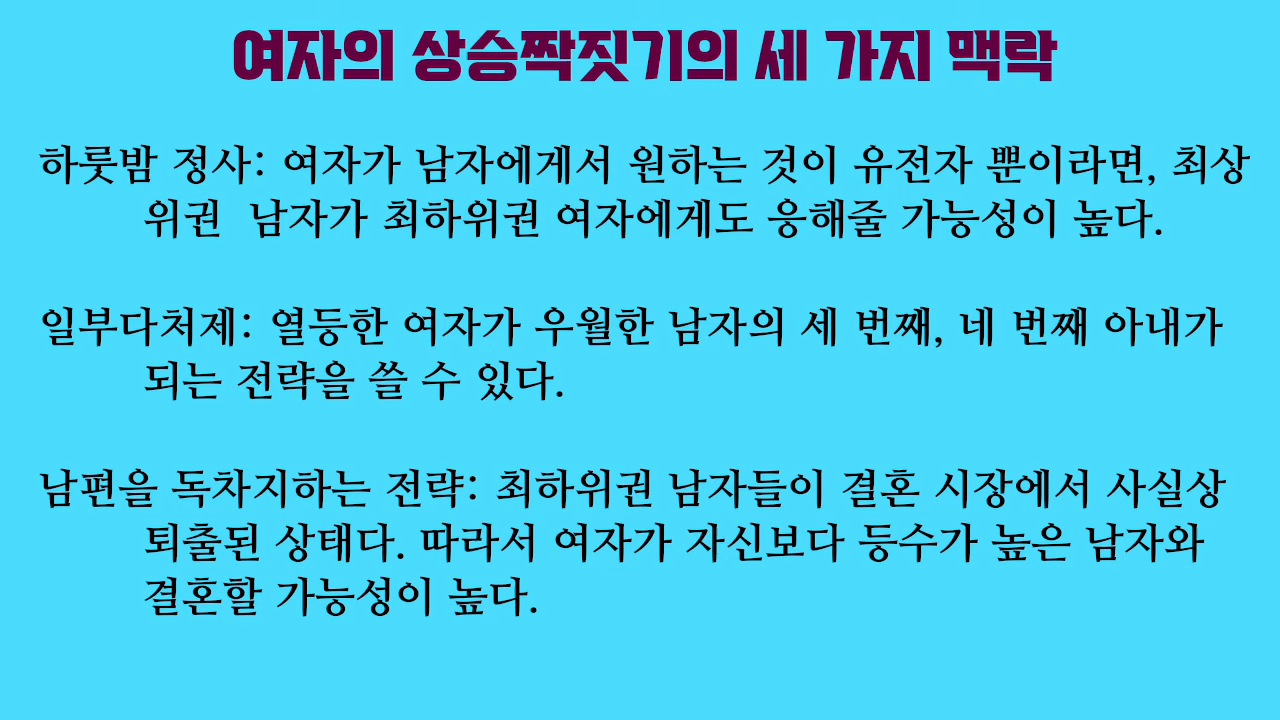 여자의 상승짝짓기의 세 가지 맥락
하룻밤 정사: 여자가 남자에게서 원하는 것이 유전자 뿐이라면, 최상
위권 남자가 최하위권 여자에게도 응해줄 가능성이 높다.
일부다처제: 열등한 여자가 우월한 남자의 세 번째, 네 번째 아내가
되는 전략을 쓸 수 있다.
남편을 독차지하는 전략: 최하위권 남자들이 결혼 시장에서 사실상
퇴출된 상태다. 따라서 여자가 자신보다 등수가 높은 남자와
결혼할 가능성이 높다.